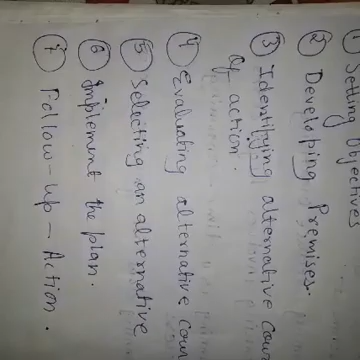 ① Setting Objectives
② Developing Premises.
③ Identifying alternative cour
of action.
④ Evaluating alternative cour
⑤ Selecting an alternative
⑥ Implement the plan.
⑦ Follow-up-Action.